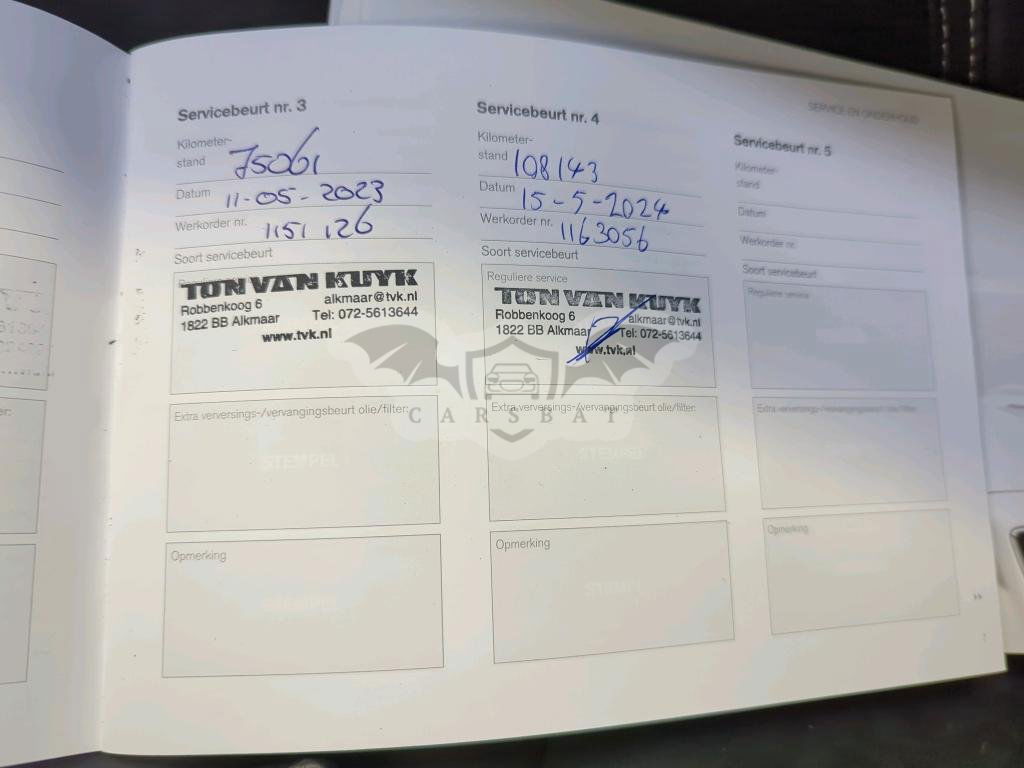 SERVICE EN ONDERHOUD
Servicebeurt nr. 3
Kilometer-
stand 75061
Datum 11-05-2023
Werkorder nr. 1151126
Soort servicebeurt
TON VAN KUYK
Robbenkoog 6 alkmaar@tvk.nl
1822 BB Alkmaar Tel: 072-5613644
www.tvk.nl
Extra verversings-/vervangingsbeurt olie/filter:
STEMPEL
Opmerking
STEMPEL
Servicebeurt nr. 4
Kilometer-
stand 108143
Datum 15-5-2024
Werkorder nr. 1163056
Soort servicebeurt
Reguliere service
TON VAN KUYK
Robbenkoog 6 alkmaar@tvk.nl
1822 BB Alkmaar Tel: 072-5613644
www.tvk.nl
Extra verversings-/vervangingsbeurt olie/filter:
STEMPEL
Opmerking
STEMPEL
Servicebeurt nr. 5
Kilometer-
stand
Datum
Werkorder nr.
Soort servicebeurt
Reguliere service
Extra verversings-/vervangingsbeurt olie/filter:
Opmerking
CARSBAT